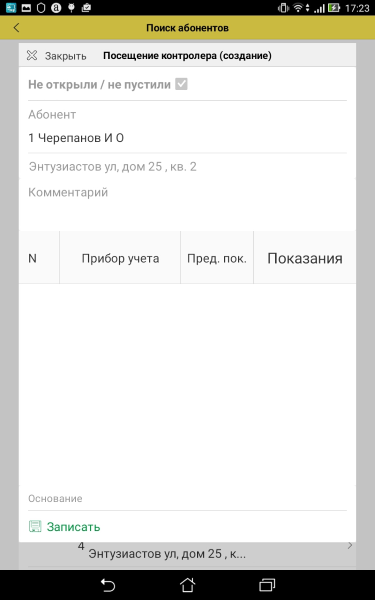 17:23
Поиск абонентов
Закрыть Посещение контролера (создание)
Не открыли / не пустили
Абонент
1 Черепанов И О
Энтузиастов ул, дом 25 , кв. 2
Комментарий
N Прибор учета Пред. пок. Показания
Основание
Записать
4
Энтузиастов ул, дом 25 , к...